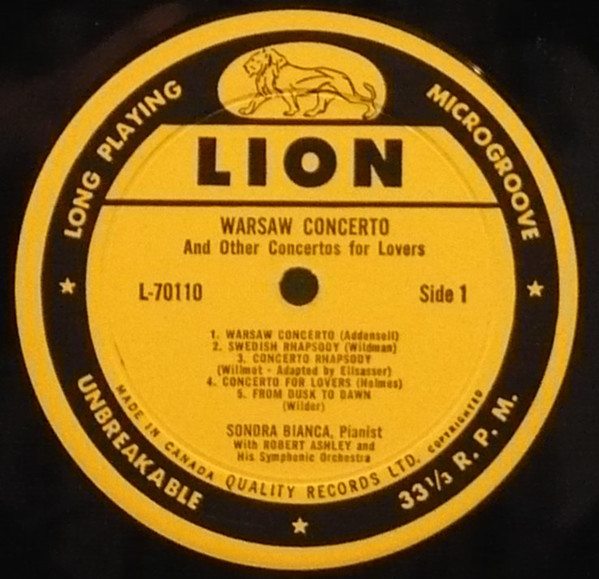 LONG PLAYING
MICROGROOVE
LION
WARSAW CONCERTO
And Other Concertos for Lovers
L-70110
Side 1
1. WARSAW CONCERTO (Addensell)
2. SWEDISH RHAPSODY (Wildman)
3. CONCERTO RHAPSODY
(Willmot - Adapted by Ellsasser)
4. CONCERTO FOR LOVERS (Holmes)
5. FROM DUSK TO DAWN
(Wilder)
SONDRA BIANCA, Pianist
With ROBERT ASHLEY and
His Symphonic Orchestra
MADE IN CANADA QUALITY RECORDS LTD. COPYRIGHTED
UNBREAKABLE
33⅓ R.P.M.